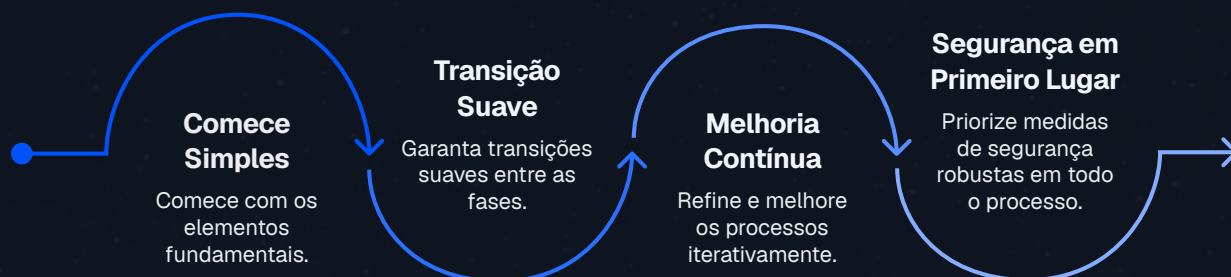 Comece
Simples
Comece com os
elementos
fundamentais.
Transição
Suave
Garanta transições
suaves entre as
fases.
Melhoria
Contínua
Refine e melhore
os processos
iterativamente.
Segurança em
Primeiro Lugar
Priorize medidas
de segurança
robustas em todo
o processo.